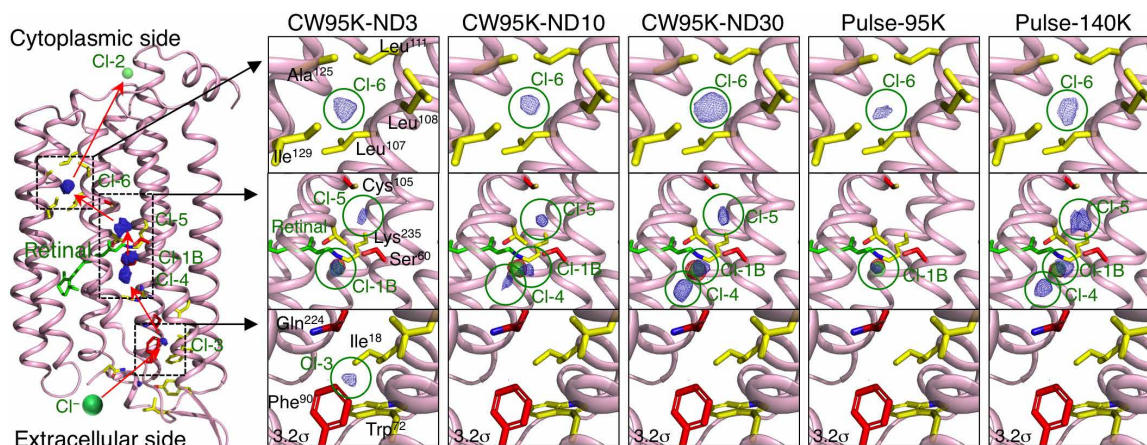 CW95K-ND3 CW95K-ND10 CW95K-ND30 Pulse-95K Pulse-140K
Cytoplasmic side
Cl-2
Cl-6
Cl-5
Retinal
Cl-1B
Cl-4
Cl-3
Cl⁻
Extracellular side
Leu¹¹¹
Ala¹²⁵
Cl-6
Leu¹⁰⁸
Ile¹²⁹
Leu¹⁰⁷
Cl-6
Cl-6
Cl-6
Cl-6
Cys¹⁰⁵
Cl-5
Retinal
Lys²³⁵
Ser⁶⁰
Cl-1B
Cl-5
Cl-1B
Cl-4
Cl-5
Cl-1B
Cl-4
Cl-1B
Cl-5
Cl-1B
Cl-4
Gln²²⁴
Ile¹⁸
Cl-3
Phe⁹⁰
Trp⁷²
3.2σ
3.2σ
3.2σ
3.2σ
3.2σ